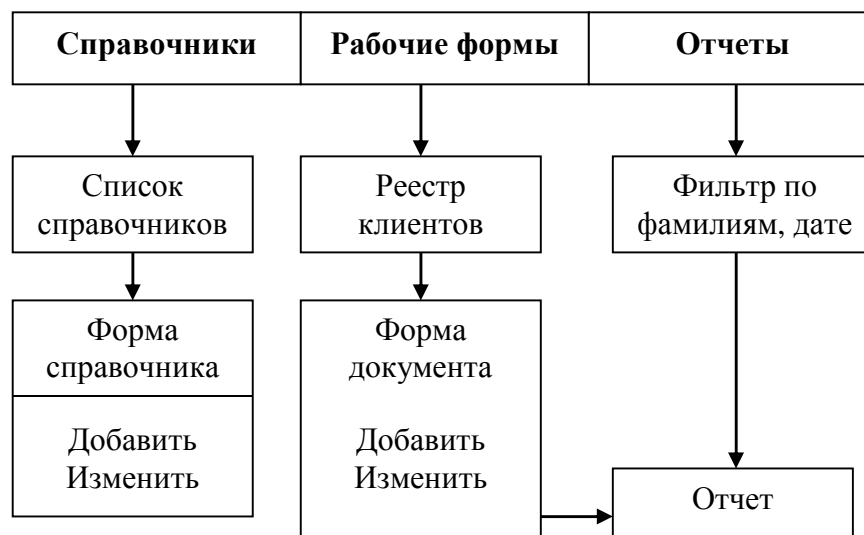 Справочники
Рабочие формы
Отчеты
Список
справочников
Реестр
клиентов
Фильтр по
фамилиям, дате
Форма
справочника
Добавить
Изменить
Форма
документа
Добавить
Изменить
Отчет